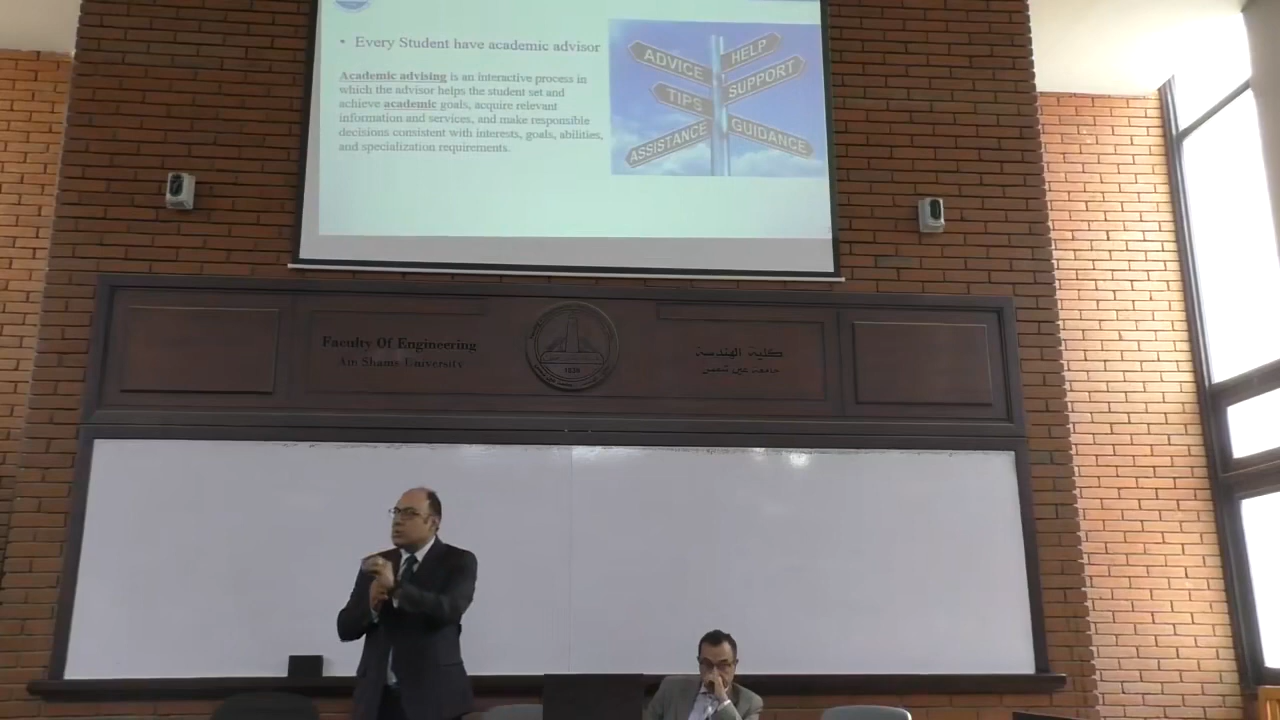 • Every Student have academic advisor
Academic advising is an interactive process in
which the advisor helps the student set and
achieve academic goals, acquire relevant
information and services, and make responsible
decisions consistent with interests, goals, abilities,
and specialization requirements.
ADVICE
HELP
TIPS
SUPPORT
ASSISTANCE
GUIDANCE
Faculty Of Engineering
Ain Shams University
1839
كلية الهندسة
جامعة عين شمس